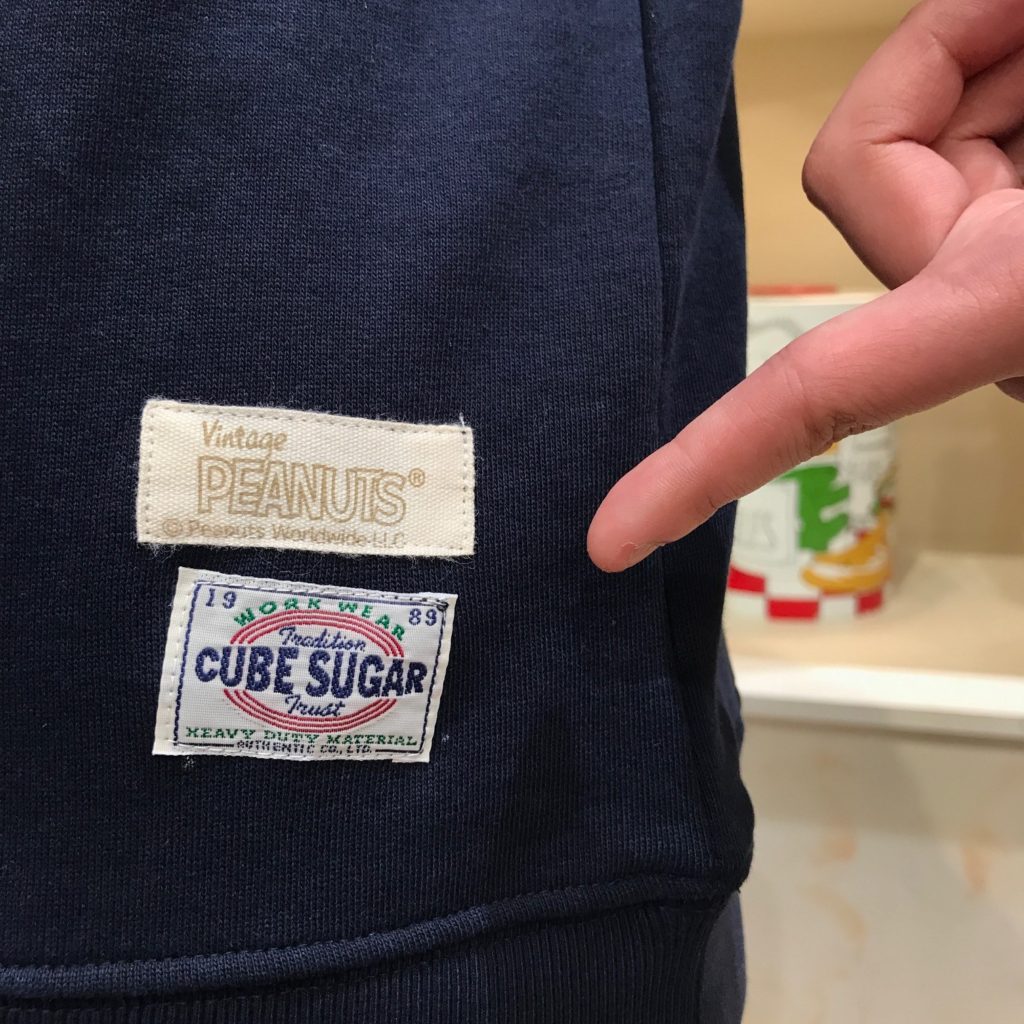 Vintage
PEANUTS®
© Peanuts Worldwide LLC
19 89
WORK WEAR
Tradition
CUBE SUGAR
Trust
HEAVY DUTY MATERIAL
AUTHENTIC CO., LTD.